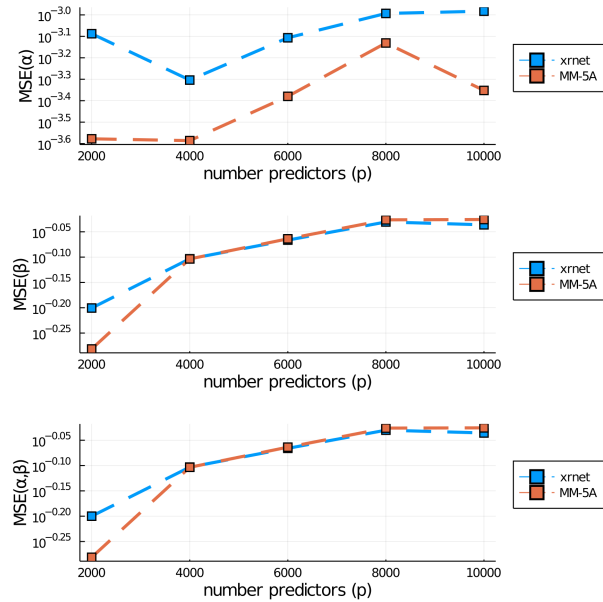 MSE(α)
10⁻³·⁰
10⁻³·¹
10⁻³·²
10⁻³·³
10⁻³·⁴
10⁻³·⁵
10⁻³·⁶
2000 4000 6000 8000 10000
number predictors (p)
xrnet
MM-5A
MSE(β)
10⁻⁰·⁰⁵
10⁻⁰·¹⁰
10⁻⁰·¹⁵
10⁻⁰·²⁰
10⁻⁰·²⁵
2000 4000 6000 8000 10000
number predictors (p)
xrnet
MM-5A
MSE(α,β)
10⁻⁰·⁰⁵
10⁻⁰·¹⁰
10⁻⁰·¹⁵
10⁻⁰·²⁰
10⁻⁰·²⁵
2000 4000 6000 8000 10000
number predictors (p)
xrnet
MM-5A